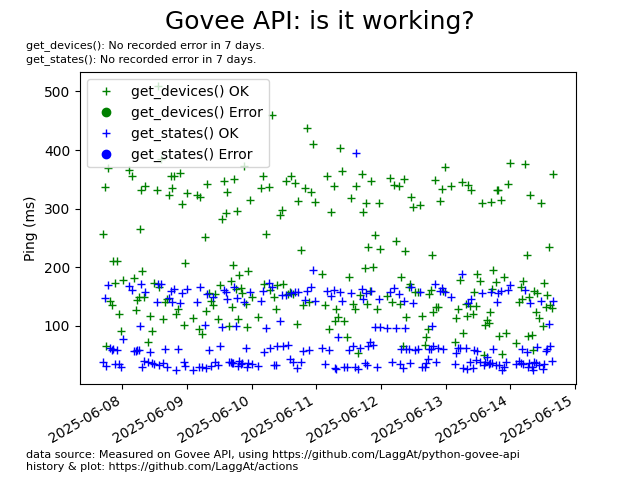 Govee API: is it working?
get_devices(): No recorded error in 7 days.
get_states(): No recorded error in 7 days.
get_devices() OK
get_devices() Error
get_states() OK
get_states() Error
Ping (ms)
500
400
300
200
100
2025-06-08
2025-06-09
2025-06-10
2025-06-11
2025-06-12
2025-06-13
2025-06-14
2025-06-15
data source: Measured on Govee API, using https://github.com/LaggAt/python-govee-api
history & plot: https://github.com/LaggAt/actions